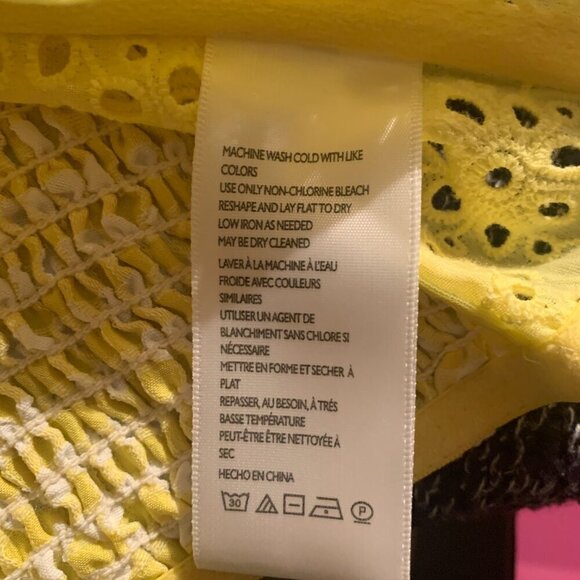 MACHINE WASH COLD WITH LIKE
COLORS
USE ONLY NON-CHLORINE BLEACH
RESHAPE AND LAY FLAT TO DRY
LOW IRON AS NEEDED
MAY BE DRY CLEANED
LAVER À LA MACHINE À L'EAU
FROIDE AVEC COULEURS
SIMILAIRES
UTILISER UN AGENT DE
BLANCHIMENT SANS CHLORE SI
NÉCESSAIRE
METTRE EN FORME ET SECHER À
PLAT
REPASSER, AU BESOIN, À TRÈS
BASSE TEMPÉRATURE
PEUT-ÊTRE ÊTRE NETTOYÉE À
SEC
HECHO EN CHINA
30 P